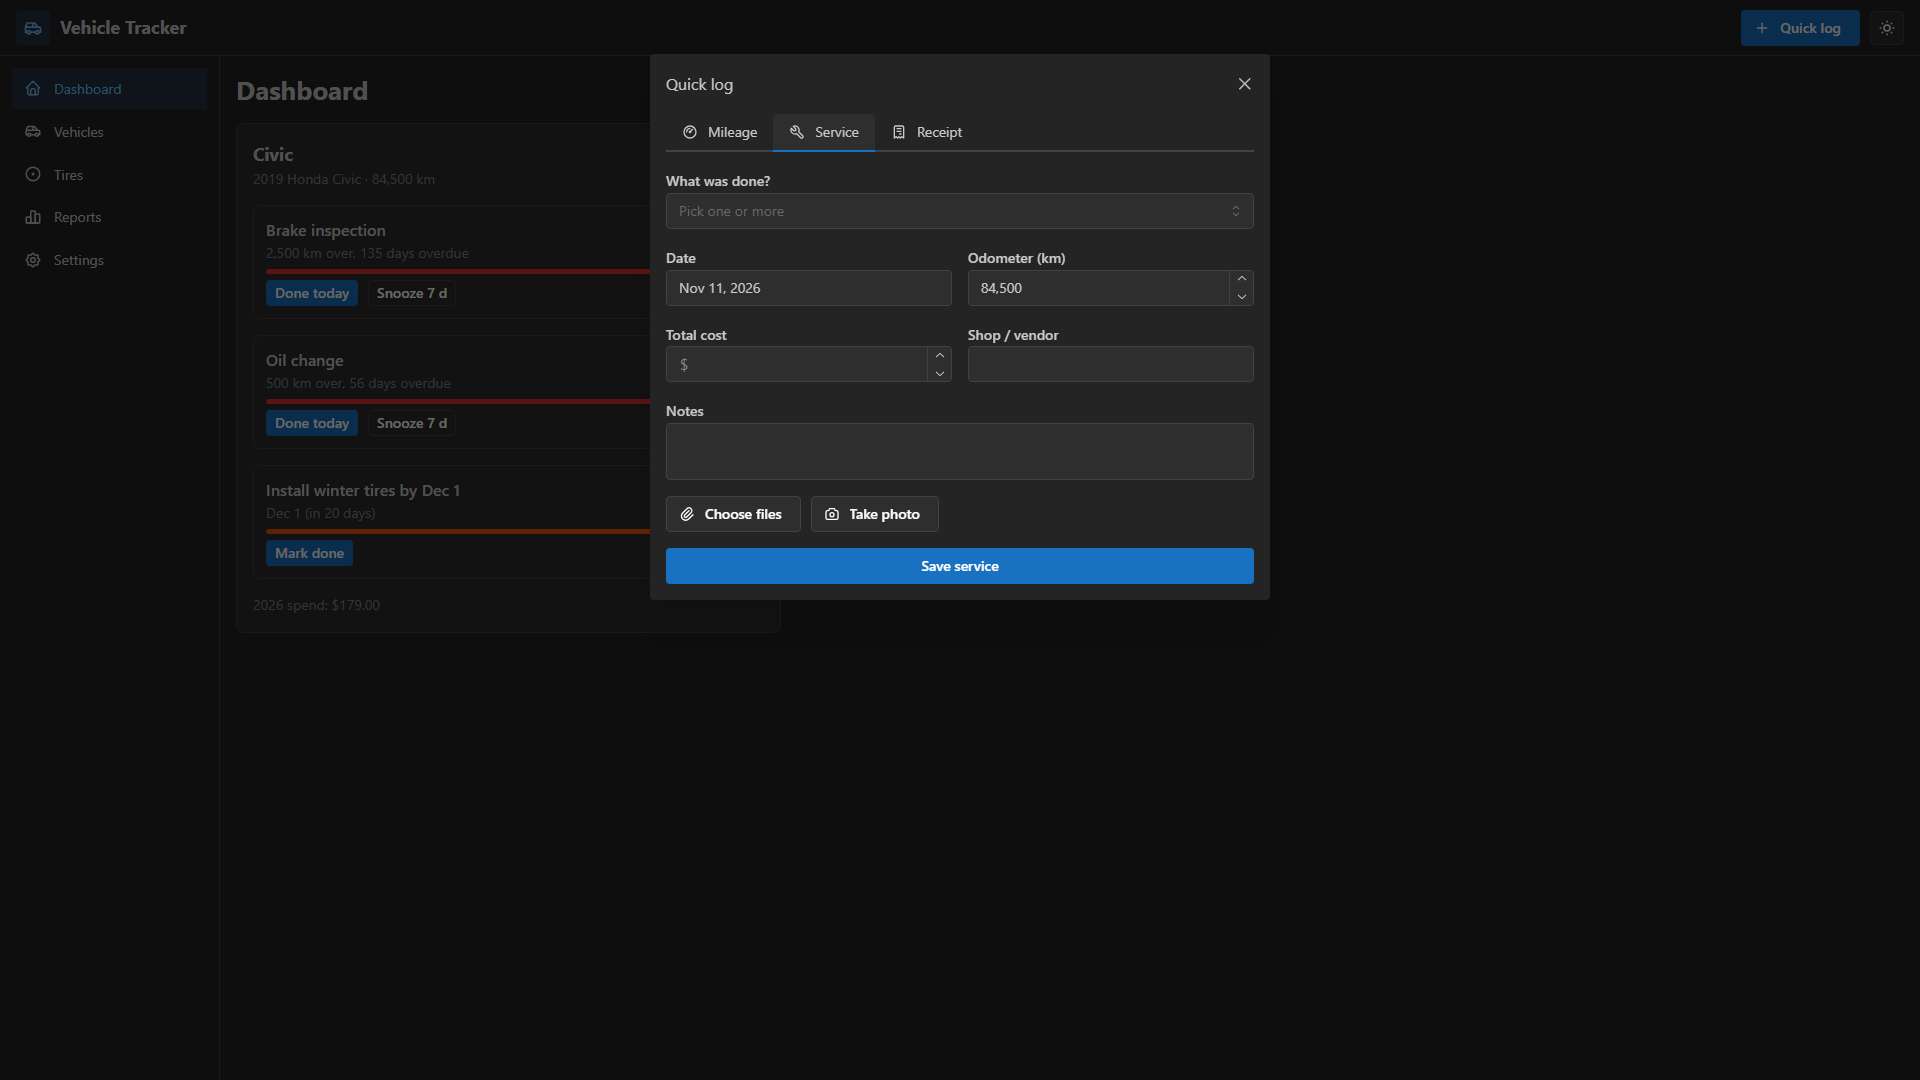 Vehicle Tracker
Quick log
Dashboard
Vehicles
Tires
Reports
Settings
Dashboard
Civic
2019 Honda Civic · 84,500 km
Brake inspection
2,500 km over, 135 days overdue
Done today
Snooze 7 d
Oil change
500 km over, 56 days overdue
Done today
Snooze 7 d
Install winter tires by Dec 1
Dec 1 (in 20 days)
Mark done
2026 spend: $179.00
Quick log
Mileage
Service
Receipt
What was done?
Pick one or more
Date
Nov 11, 2026
Odometer (km)
84,500
Total cost
$
Shop / vendor
Notes
Choose files
Take photo
Save service